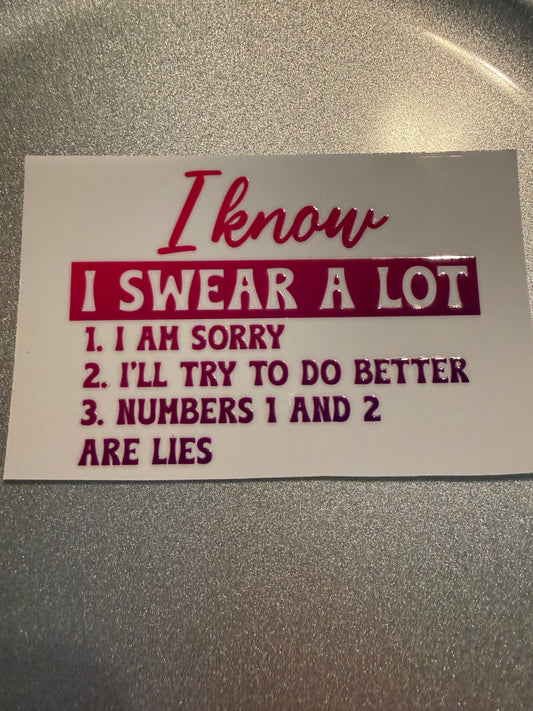 I know
I SWEAR A LOT
1. I AM SORRY
2. I'LL TRY TO DO BETTER
3. NUMBERS 1 AND 2
ARE LIES